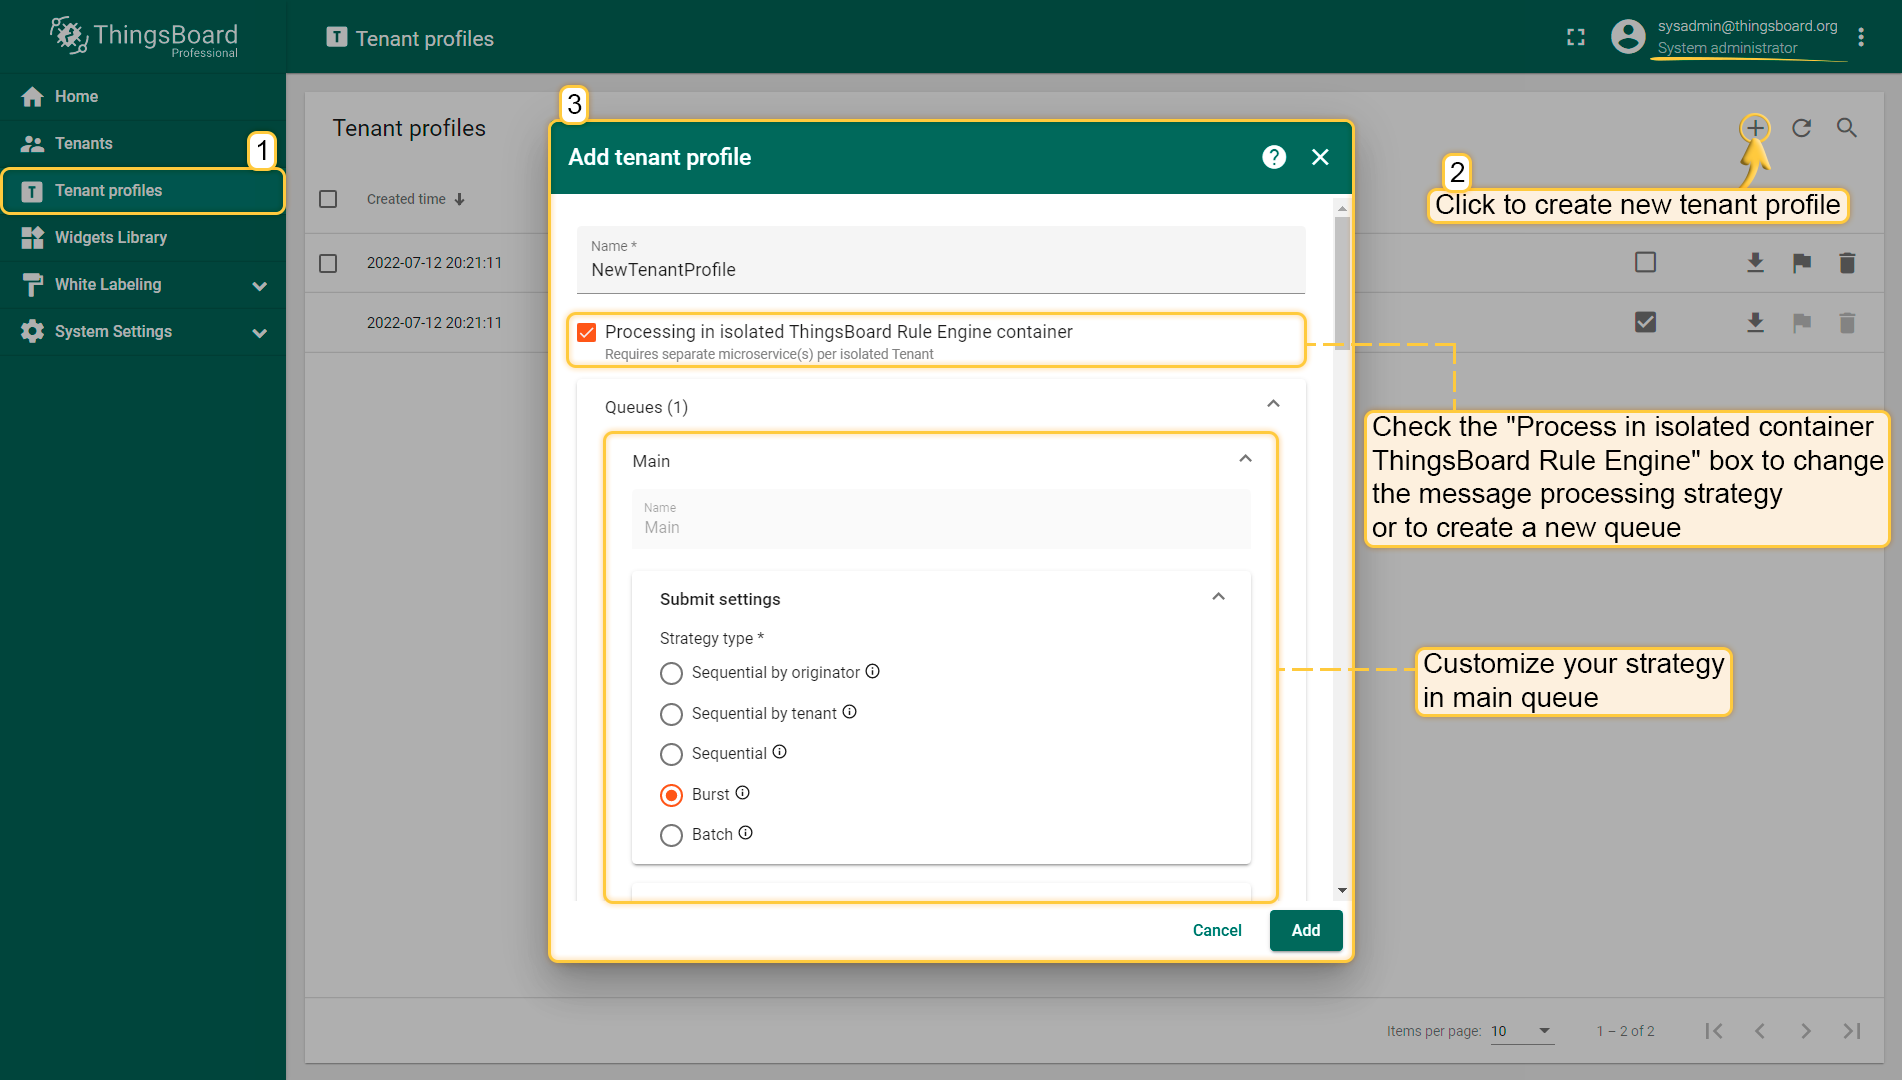 ThingsBoard
Professional
T Tenant profiles
sysadmin@thingsboard.org
System administrator
Home
Tenants
1
T Tenant profiles
Widgets Library
White Labeling
System Settings
Tenant profiles
Created time
2022-07-12 20:21:11
2022-07-12 20:21:11
2
Click to create new tenant profile
3
Add tenant profile
?
Name *
NewTenantProfile
Processing in isolated ThingsBoard Rule Engine container
Requires separate microservice(s) per isolated Tenant
Queues (1)
Main
Name
Main
Submit settings
Strategy type *
Sequential by originator
Sequential by tenant
Sequential
Burst
Batch
Cancel
Add
Check the "Process in isolated container
ThingsBoard Rule Engine" box to change
the message processing strategy
or to create a new queue
Customize your strategy
in main queue
Items per page: 10
1 – 2 of 2